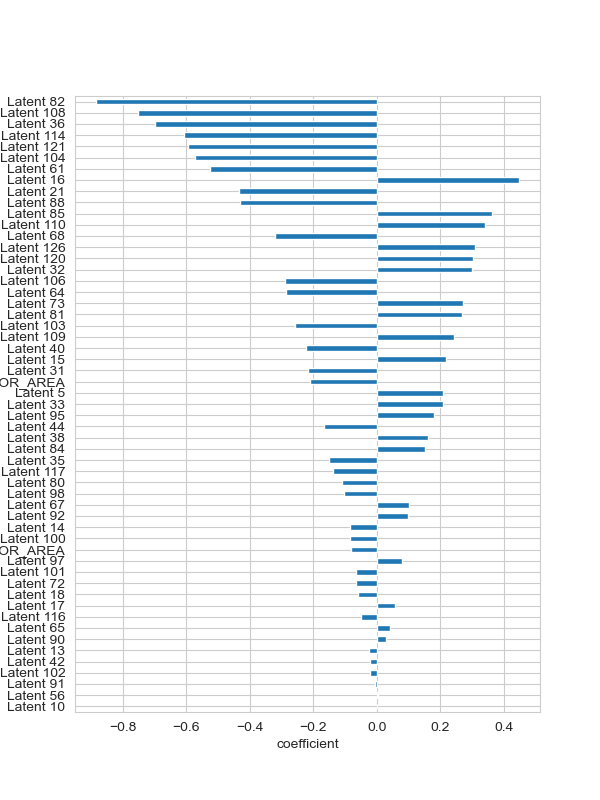 Latent 82
Latent 108
Latent 36
Latent 114
Latent 121
Latent 104
Latent 61
Latent 16
Latent 21
Latent 88
Latent 85
Latent 110
Latent 68
Latent 126
Latent 120
Latent 32
Latent 106
Latent 64
Latent 73
Latent 81
Latent 103
Latent 109
Latent 40
Latent 15
Latent 31
OR_AREA
Latent 5
Latent 33
Latent 95
Latent 44
Latent 38
Latent 84
Latent 35
Latent 117
Latent 80
Latent 98
Latent 67
Latent 92
Latent 14
Latent 100
OR_AREA
Latent 97
Latent 101
Latent 72
Latent 18
Latent 17
Latent 116
Latent 65
Latent 90
Latent 13
Latent 42
Latent 102
Latent 91
Latent 56
Latent 10
−0.8 −0.6 −0.4 −0.2 0.0 0.2 0.4
coefficient